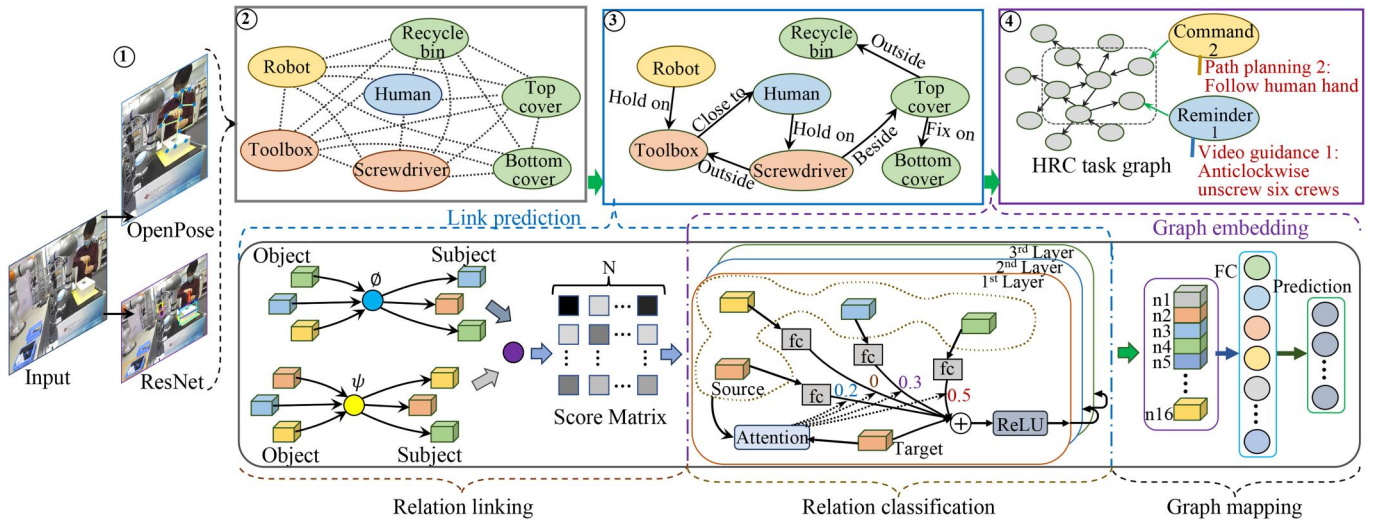 1
OpenPose
Input
ResNet
2
Recycle
bin
Robot
Human
Top
cover
Toolbox
Screwdriver
Bottom
cover
3
Recycle
bin
Robot
Outside
Hold on
Close to
Human
Top
cover
Hold on
Fix on
Toolbox
Outside
Screwdriver
Beside
Bottom
cover
4
Command
2
Path planning 2:
Follow human hand
Reminder
1
HRC task graph
Video guidance 1:
Anticlockwise
unscrew six crews
Link prediction
Graph embedding
Object
Subject
ϕ
ψ
Object
Subject
N
Score Matrix
3rd Layer
2nd Layer
1st Layer
fc
fc
fc
fc
Source
0.2
0
0.3
0.5
Attention
Target
+
ReLU
n1
n2
n3
n4
n5
n16
FC
Prediction
Relation linking
Relation classification
Graph mapping